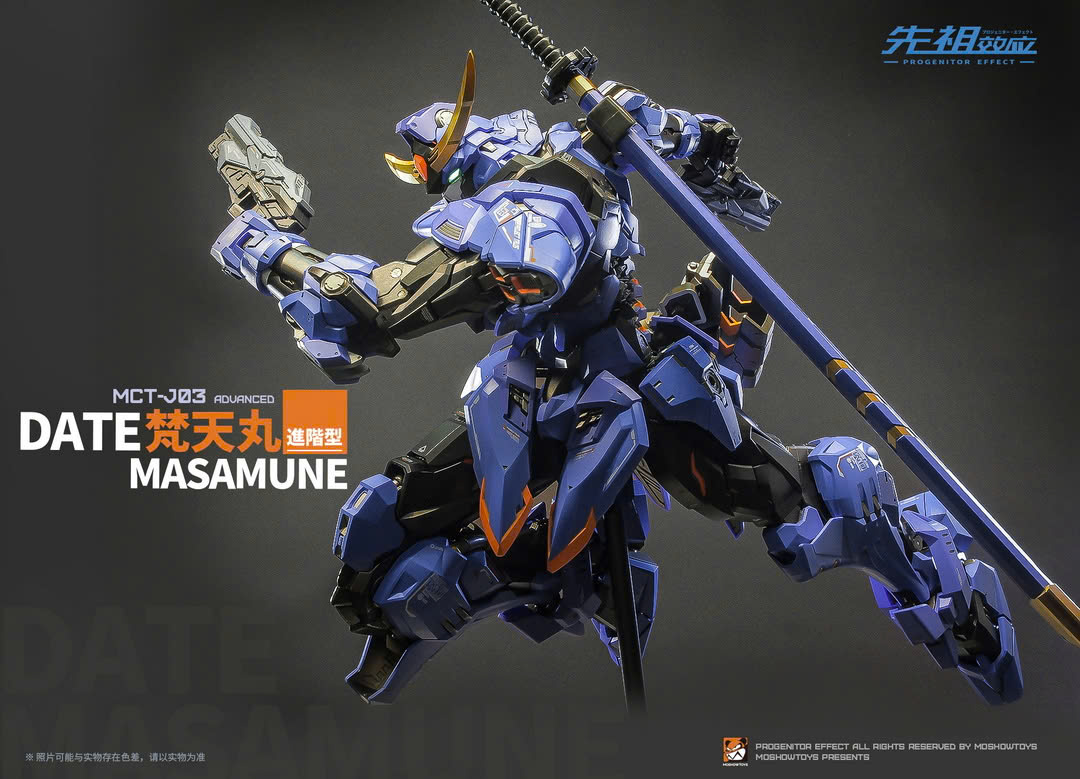 先祖效应
プロジェニター・エフェクト
PROGENITOR EFFECT
MCT-J03 ADVANCED
DATE 梵天丸 進階型
MASAMUNE
DATE
MASAMUNE
※ 照片可能与实物存在色差，请以实物为准
MOSHOWTOYS
PROGENITOR EFFECT ALL RIGHTS RESERVED BY MOSHOWTOYS
MOSHOWTOYS PRESENTS